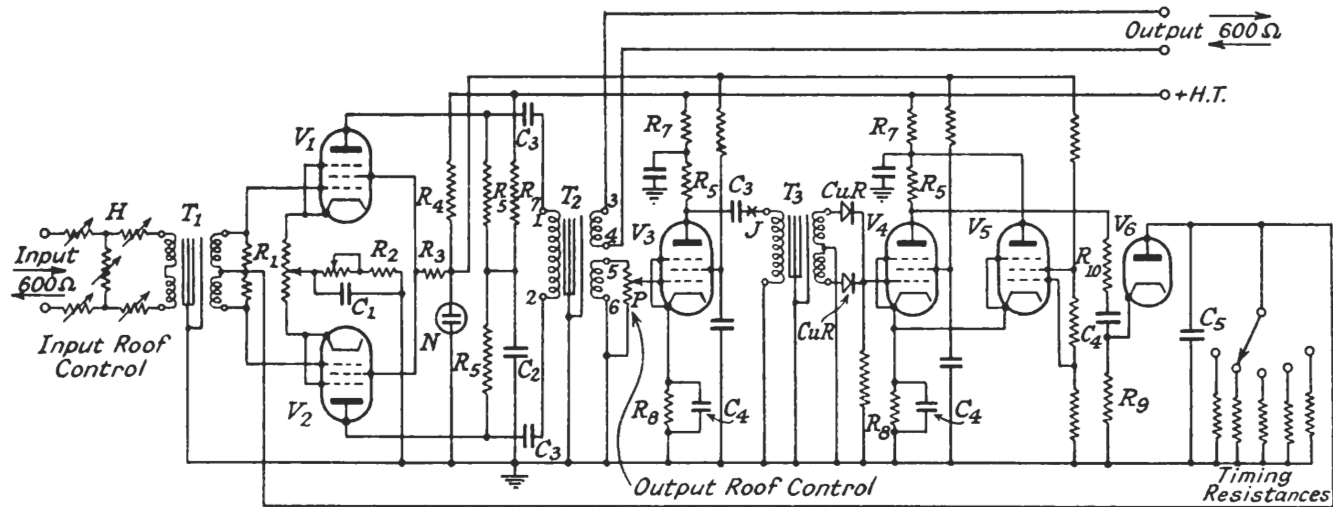 Output 600Ω
+H.T.
V1
C3
R7
R7
C3
T3
CuR
R5
R5
H
T1
R4
R5
R7
1
T2
3
4
V3
J
V4
V5
V6
Input
600Ω
R1
R2
R3
5
P
6
R10
C5
C1
2
CuR
C4
N
Input Roof
Control
R5
C2
R9
V2
R8
C4
R8
C4
C3
Output Roof Control
Timing
Resistances